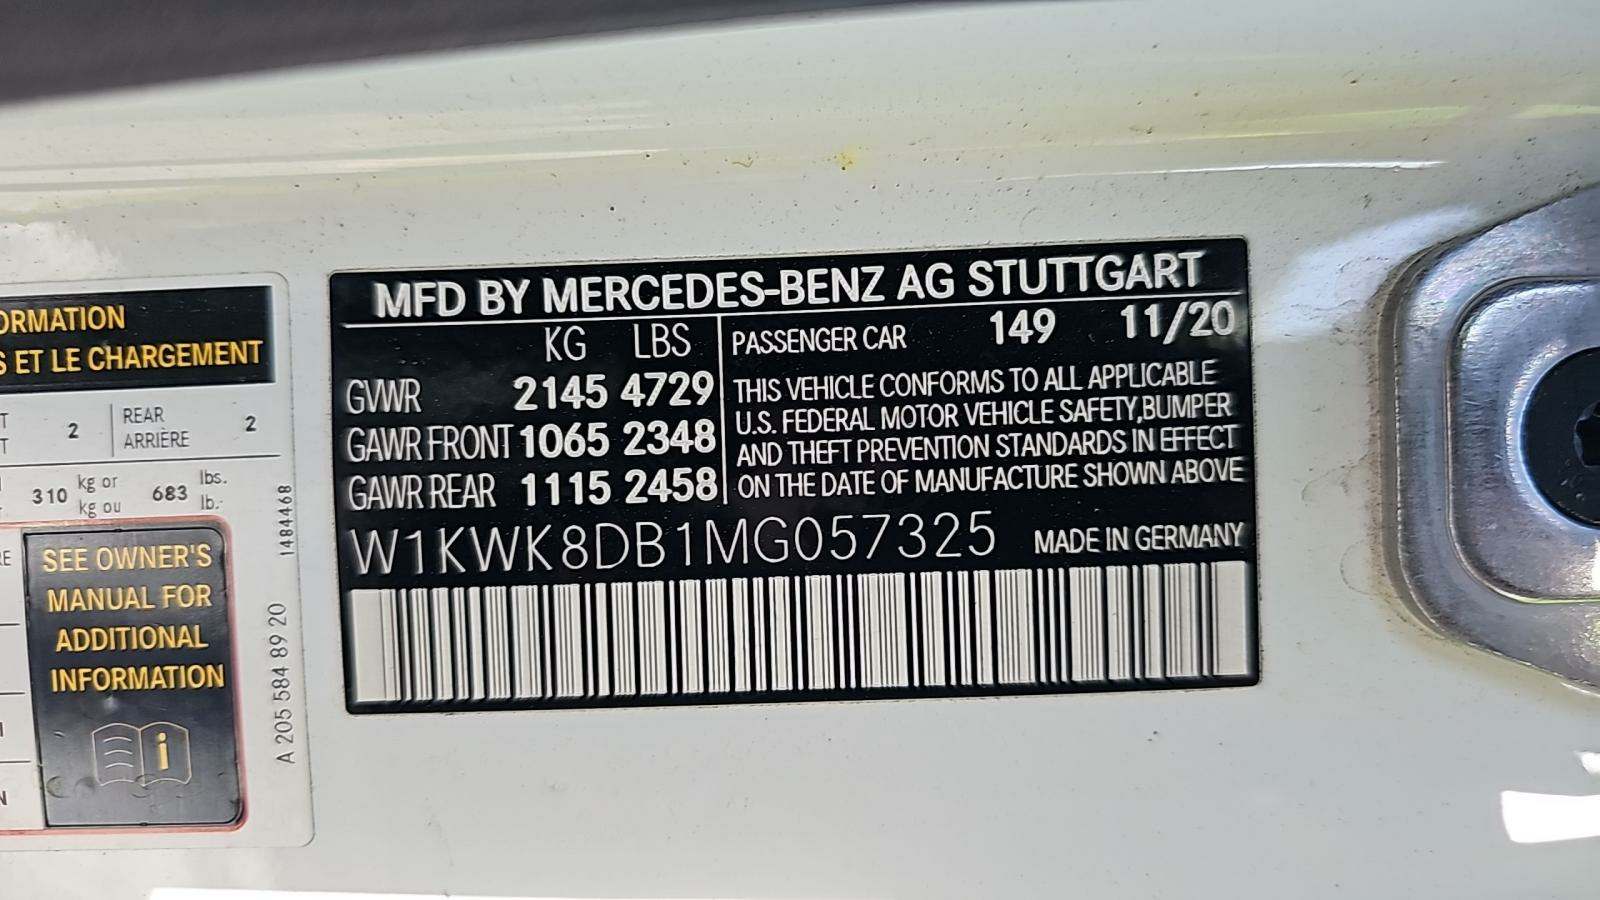 ORMATION
S ET LE CHARGEMENT
T 2 REAR 2
T ARRIÈRE
310 kg or 683 lbs.
kg ou lb.
SEE OWNER'S
MANUAL FOR
ADDITIONAL
INFORMATION
i
1484468
A 205 584 89 20
MFD BY MERCEDES-BENZ AG STUTTGART
KG LBS
GVWR 2145 4729
GAWR FRONT 1065 2348
GAWR REAR 1115 2458
PASSENGER CAR 149 11/20
THIS VEHICLE CONFORMS TO ALL APPLICABLE
U.S. FEDERAL MOTOR VEHICLE SAFETY,BUMPER
AND THEFT PREVENTION STANDARDS IN EFFECT
ON THE DATE OF MANUFACTURE SHOWN ABOVE
W1KWK8DB1MG057325 MADE IN GERMANY